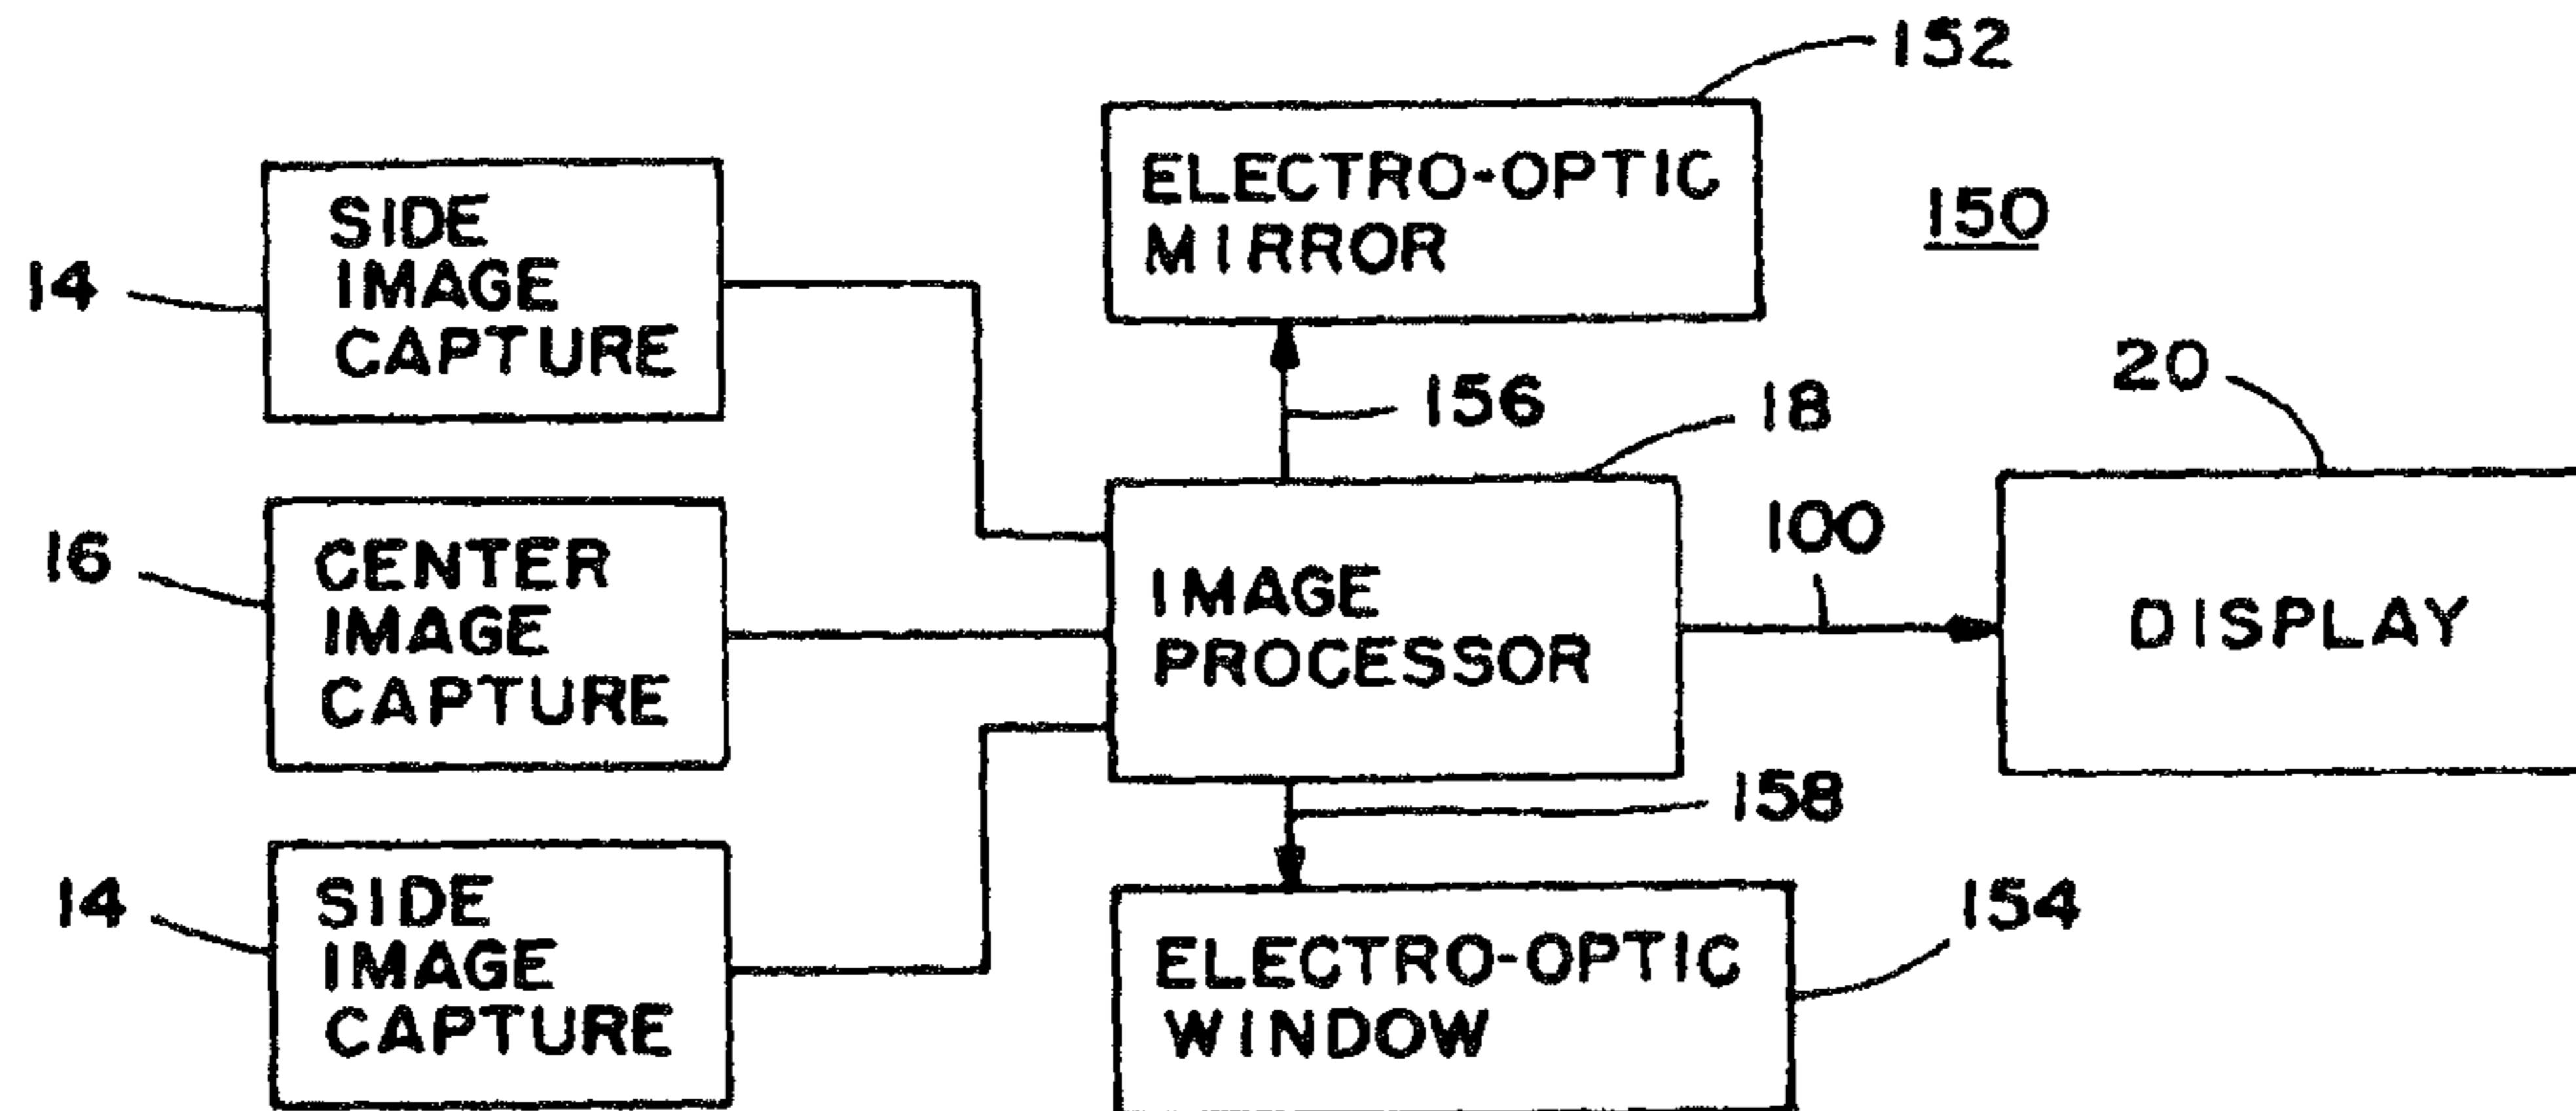 152
ELECTRO-OPTIC
MIRROR
150
SIDE
IMAGE
CAPTURE
14
156
18
20
100
CENTER
IMAGE
CAPTURE
16
IMAGE
PROCESSOR
DISPLAY
158
SIDE
IMAGE
CAPTURE
14
ELECTRO-OPTIC
WINDOW
154